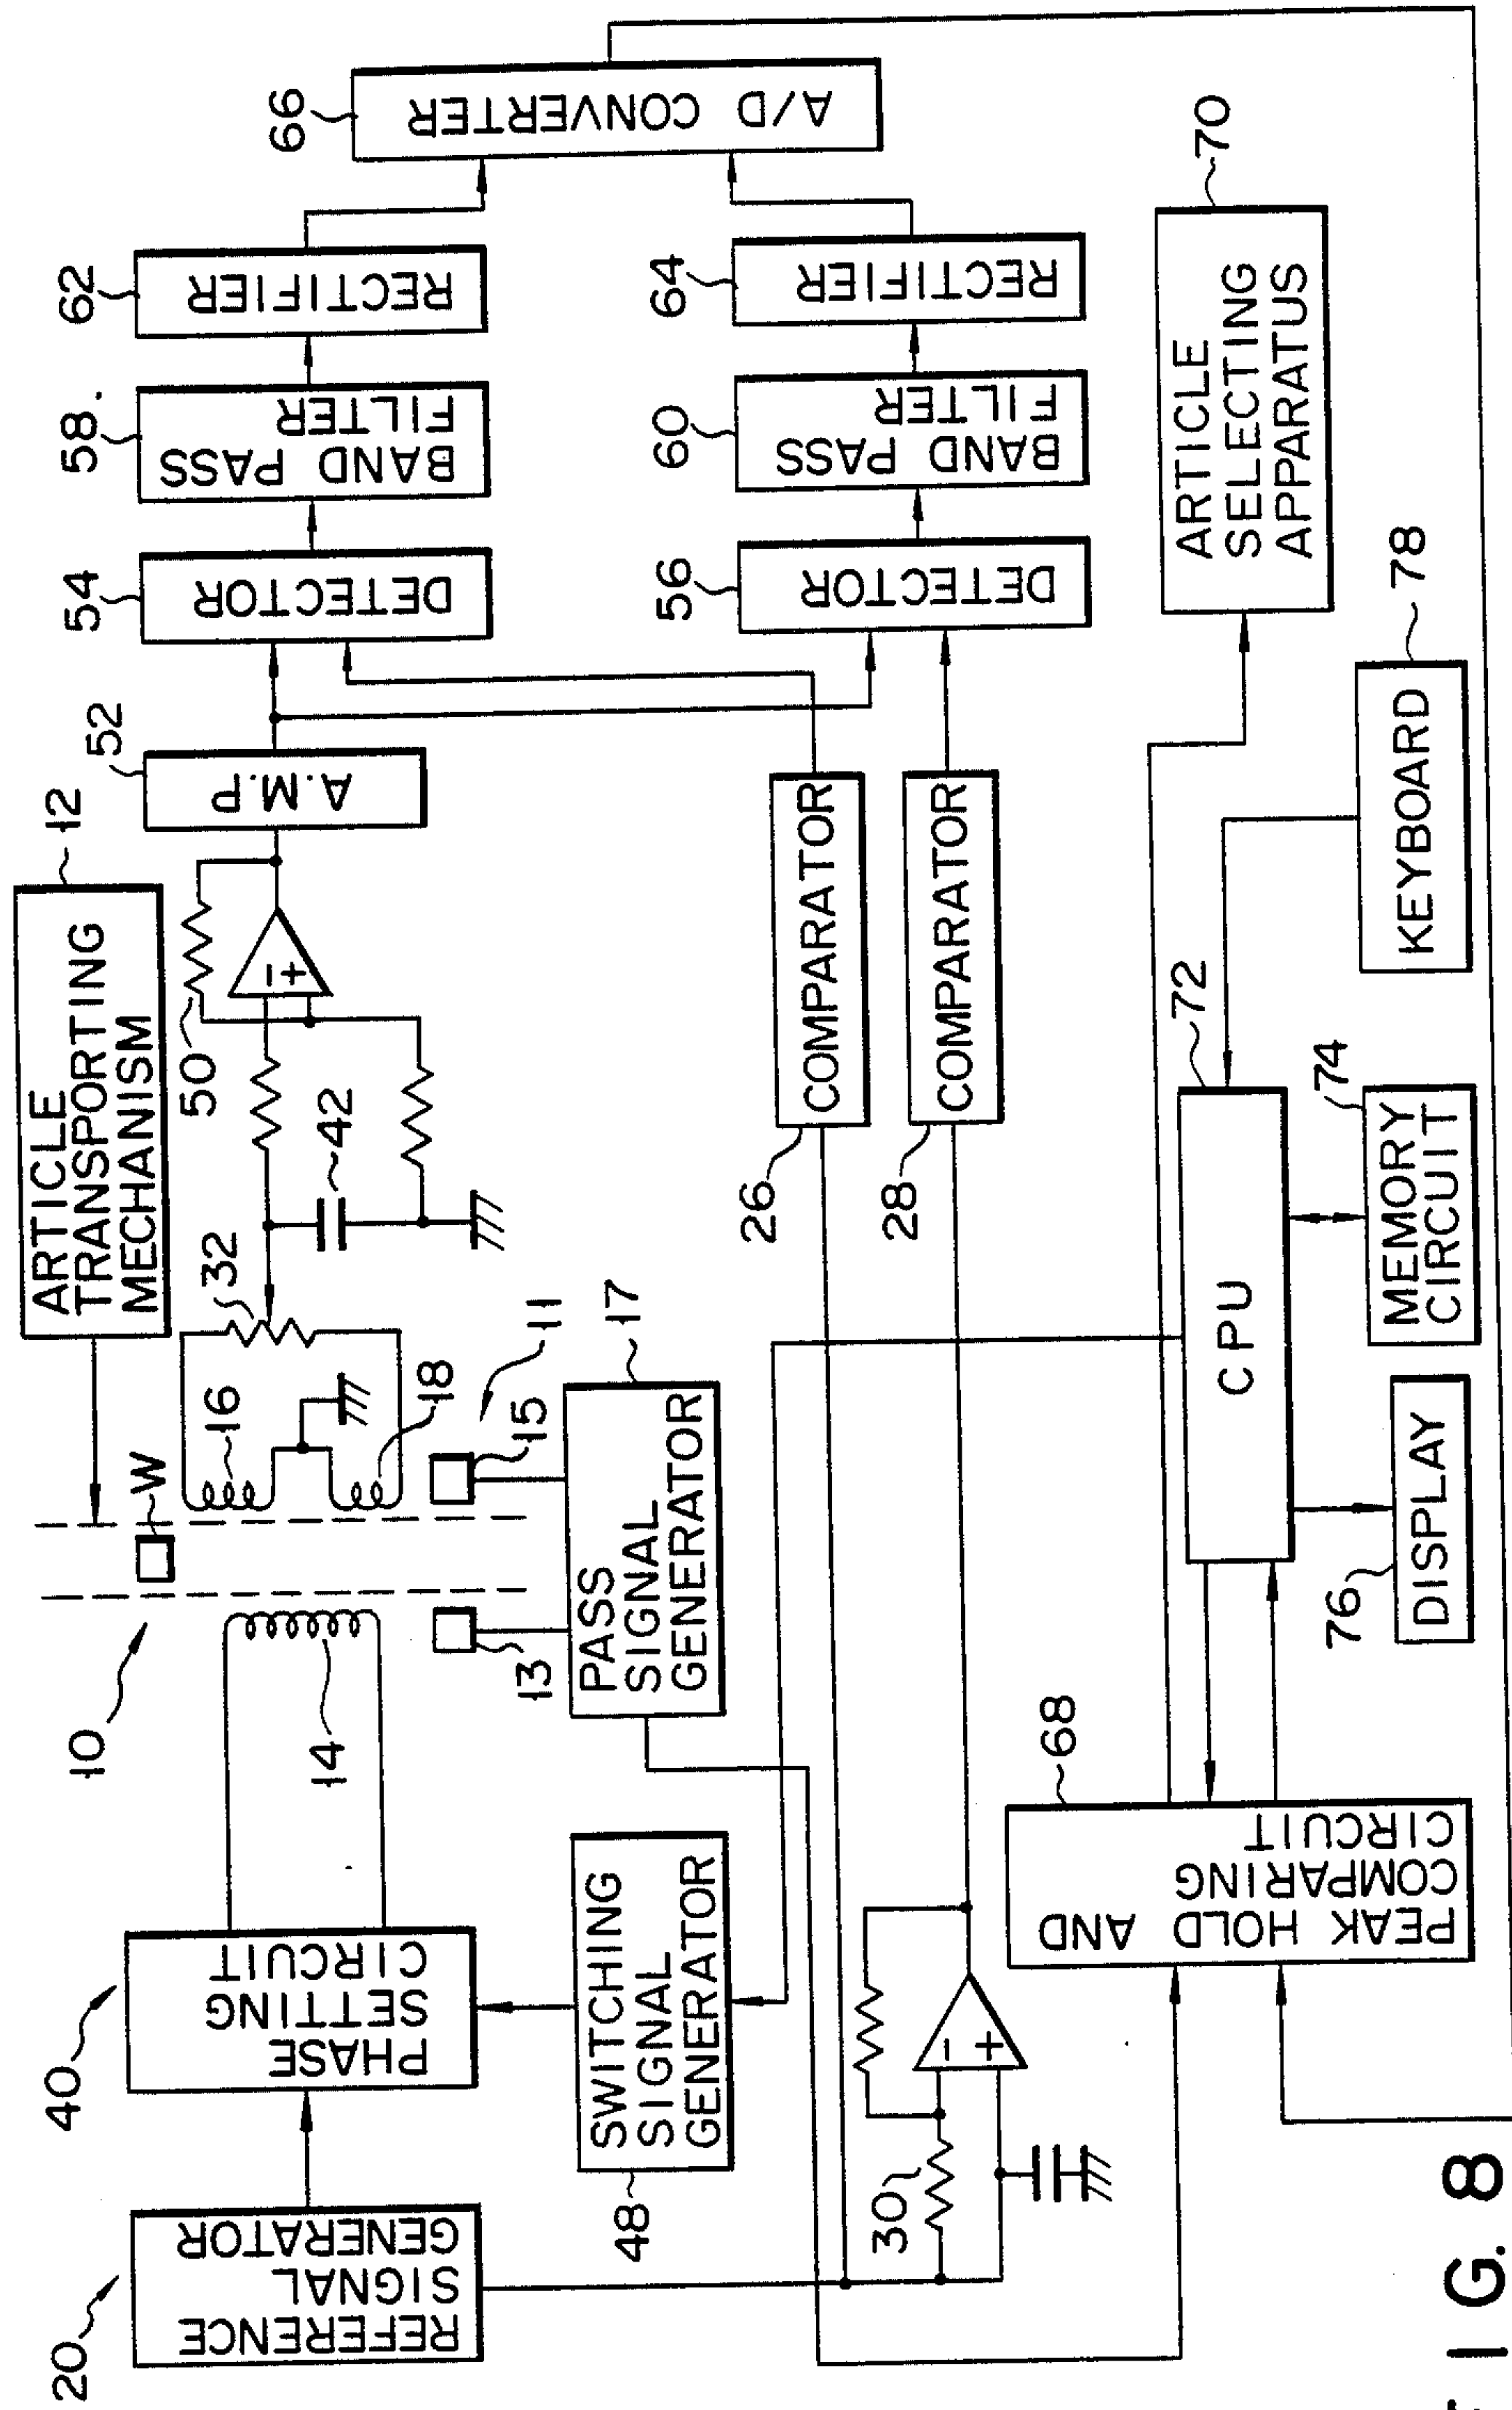 20
REFERENCE
SIGNAL
GENERATOR
40
PHASE
SETTING
CIRCUIT
48
SWITCHING
SIGNAL
GENERATOR
10
14
W
16
18
32
13
15
11
17
PASS
SIGNAL
GENERATOR
12
ARTICLE
TRANSPORTING
MECHANISM
42
50
-
+
52
A.M.P
54
DETECTOR
58.
BAND PASS
FILTER
62
RECTIFIER
66
A/D CONVERTER
56
DETECTOR
60
BAND PASS
FILTER
64
RECTIFIER
26
COMPARATOR
28
COMPARATOR
30
-
+
68
PEAK HOLD AND
COMPARING
CIRCUIT
72
CPU
70
ARTICLE
SELECTING
APPARATUS
76
DISPLAY
74
MEMORY
CIRCUIT
78
KEYBOARD
I G. 8